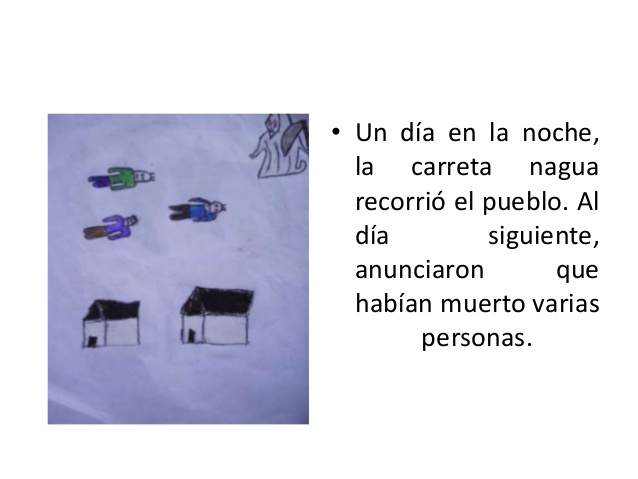 • Un día en la noche,
la carreta nagua
recorrió el pueblo. Al
día siguiente,
anunciaron que
habían muerto varias
personas.